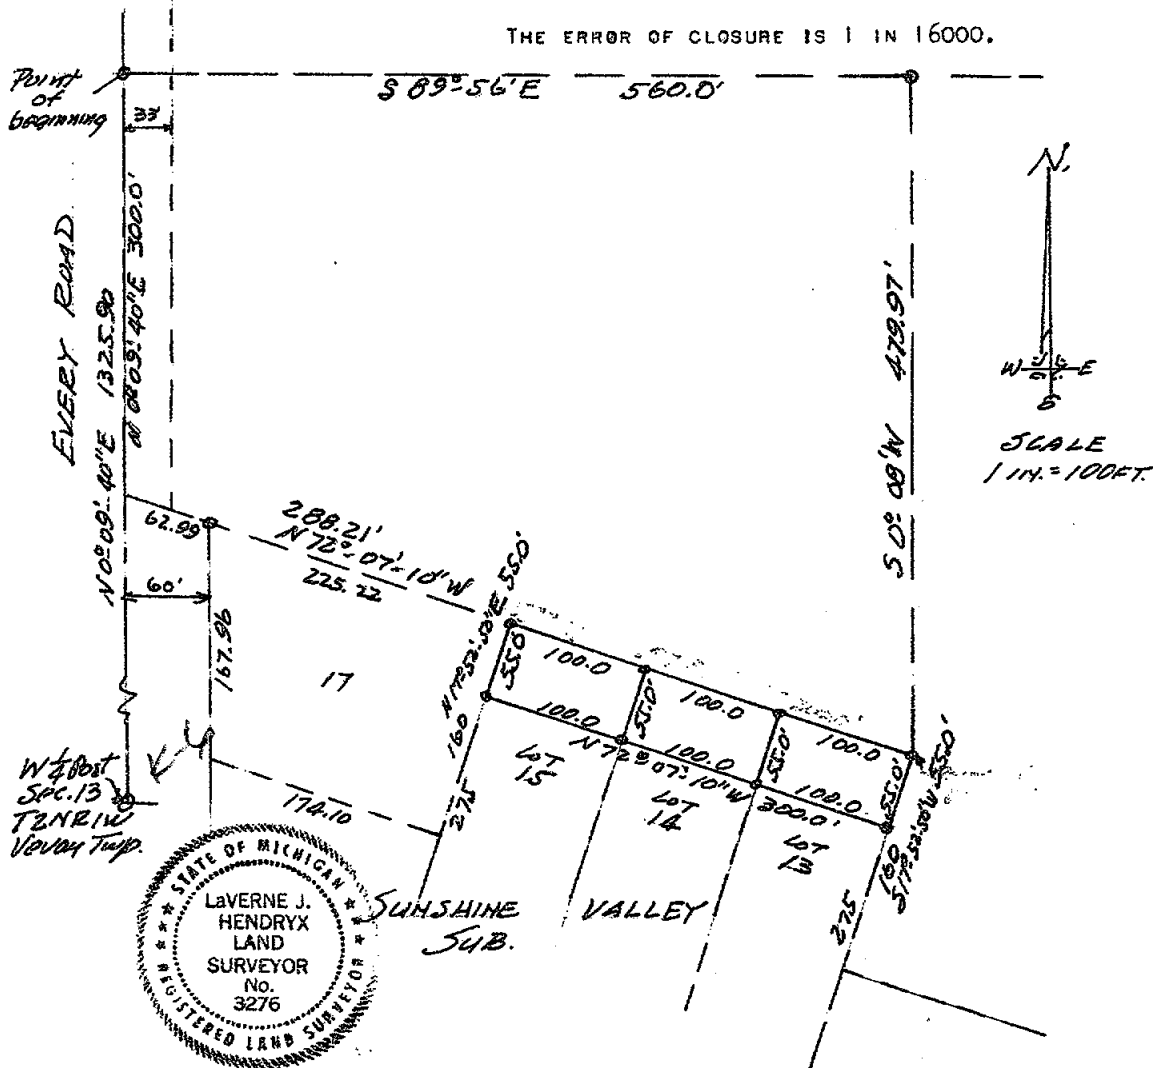 THE ERROR OF CLOSURE IS 1 IN 16000.
Point
of
beginning
S 89°-56' E 560.0'
33'
N,
W E
S
SCALE
1 IN. = 100 FT.
EVERY ROAD
N 0°-09'-40"E 1325.90
N 0°-09'-40"E 300.0'
S 0°-08'W 479.97'
62.99
288.21'
N 72°-07'-10"W
225.22
60'
167.96
17
N 17°-52'-50"E 55.0'
55.0
100.0
100.0
100.0
55.0'
55.0'
55.0'
S 17°-52'-50"W 55.0'
100.0
N 72°-07'-10"W
100.0
300.0'
100.0
LOT
15
LOT
14
LOT
13
160
275
160
275
W 1/4 Post
Sec. 13
T2NR1W
Vevay Twp.
174.10
SUNSHINE VALLEY
SUB.
STATE OF MICHIGAN
LaVERNE J.
HENDRYX
LAND
SURVEYOR
No.
3276
REGISTERED LAND SURVEYOR